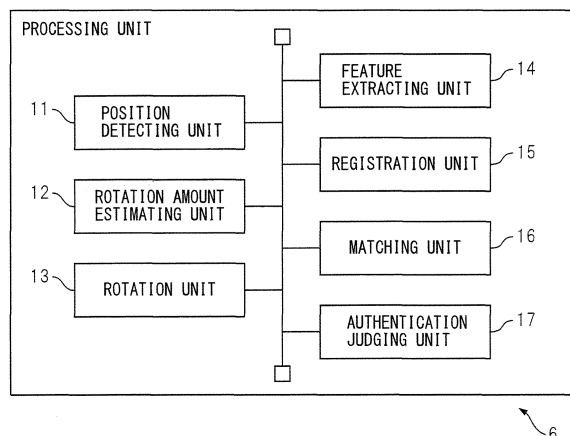 PROCESSING UNIT
11
POSITION
DETECTING UNIT
12
ROTATION AMOUNT
ESTIMATING UNIT
13
ROTATION UNIT
FEATURE
EXTRACTING UNIT
14
REGISTRATION UNIT
15
MATCHING UNIT
16
AUTHENTICATION
JUDGING UNIT
17
6